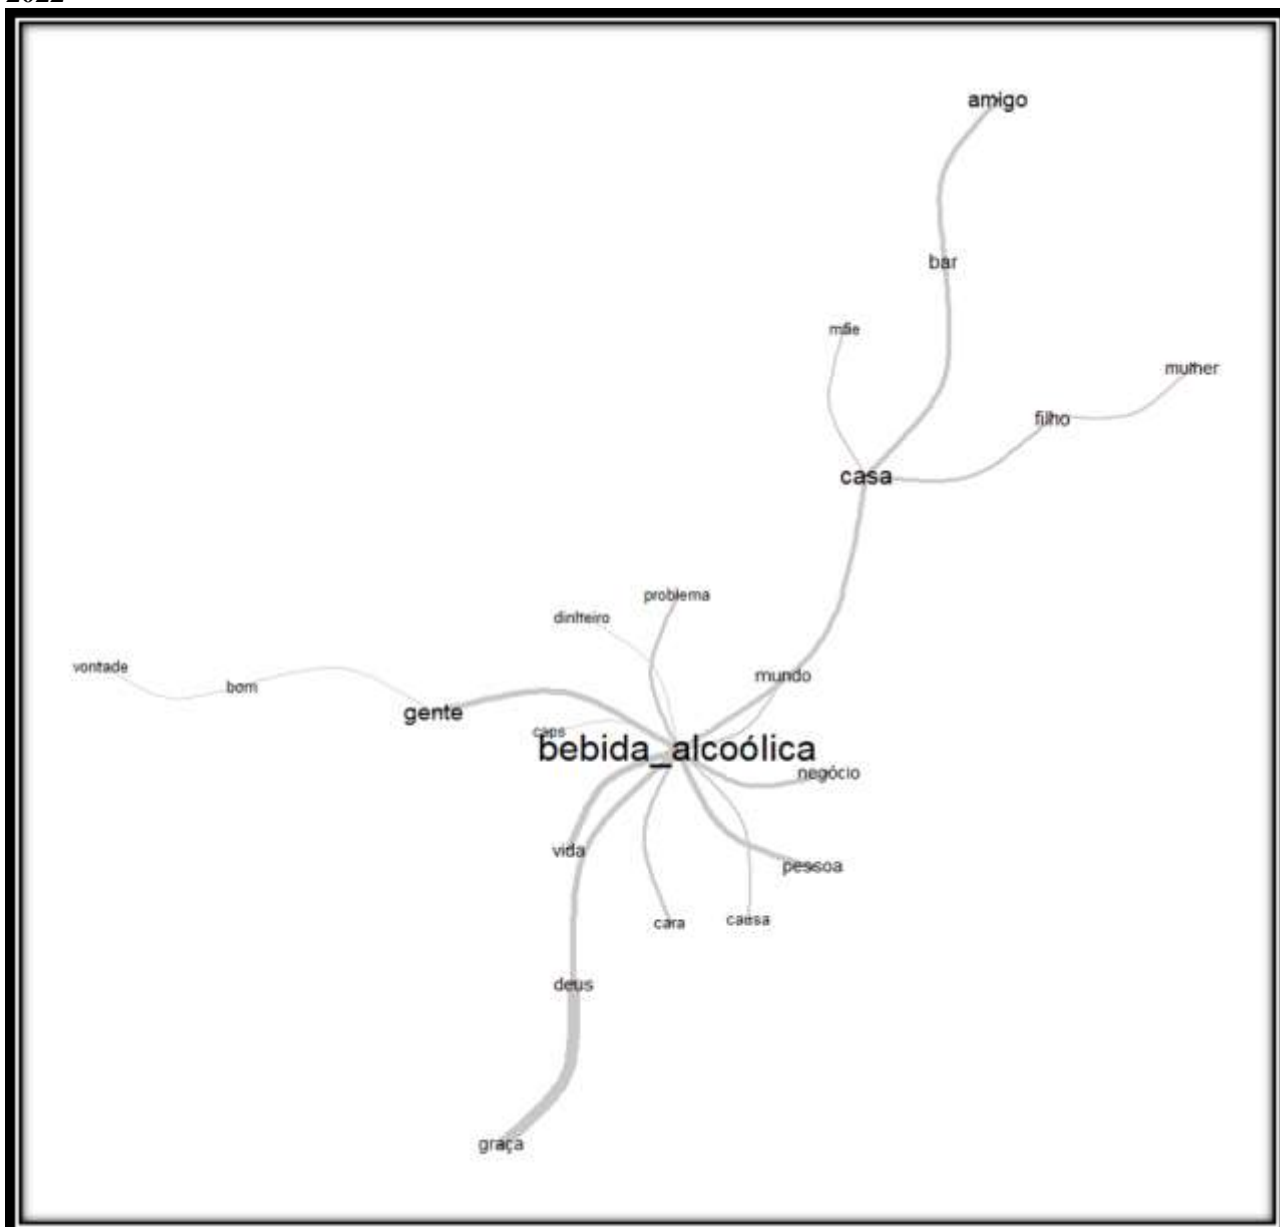 2022
amigo
bar
mãe
mulher
filho
casa
problema
dinheiro
vontade
mundo
bom
gente
caps
bebida_alcoólica
negócio
vida
pessoa
causa
cara
deus
graça